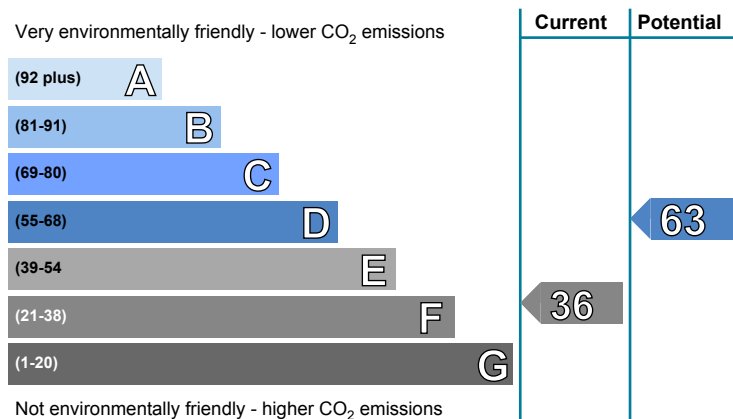 Current Potential
Very environmentally friendly - lower CO2 emissions
(92 plus) A
(81-91) B
(69-80) C
(55-68) D
63
(39-54 E
(21-38) F
36
(1-20) G
Not environmentally friendly - higher CO2 emissions